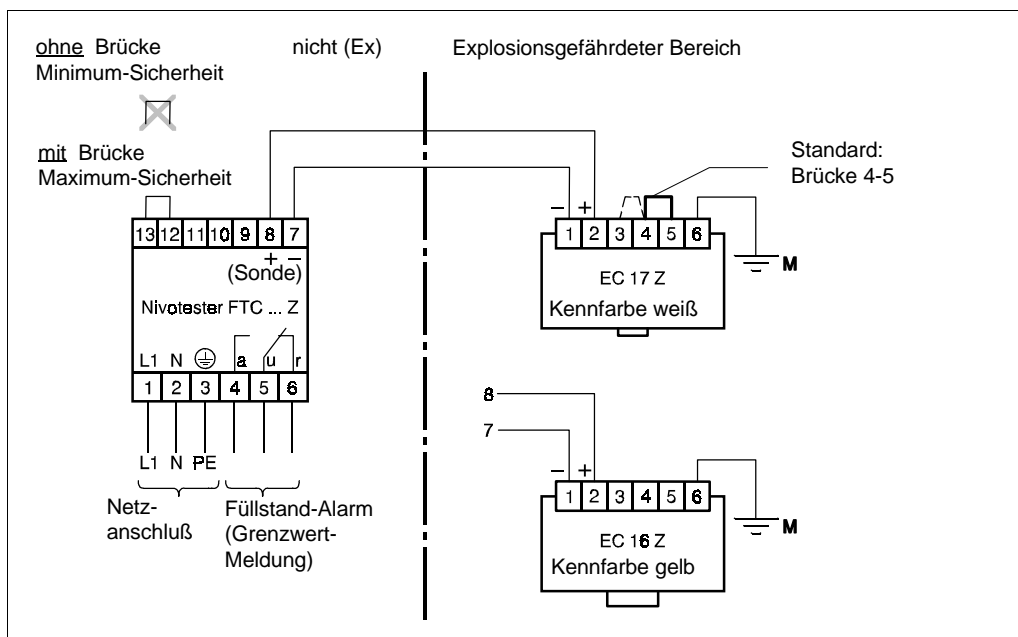 ohne Brücke
Minimum-Sicherheit
nicht (Ex)
Explosionsgefährdeter Bereich
mit Brücke
Maximum-Sicherheit
Standard:
Brücke 4-5
13 12 11 10 9 8 7
+ –
(Sonde)
Nivotester FTC ... Z
a u r
L1 N
1 2 3 4 5 6
L1 N PE
Netz-
anschluß
Füllstand-Alarm
(Grenzwert-
Meldung)
– +
1 2 3 4 5 6
M
EC 17 Z
Kennfarbe weiß
8
7
– +
1 2 3 4 5 6
M
EC 16 Z
Kennfarbe gelb